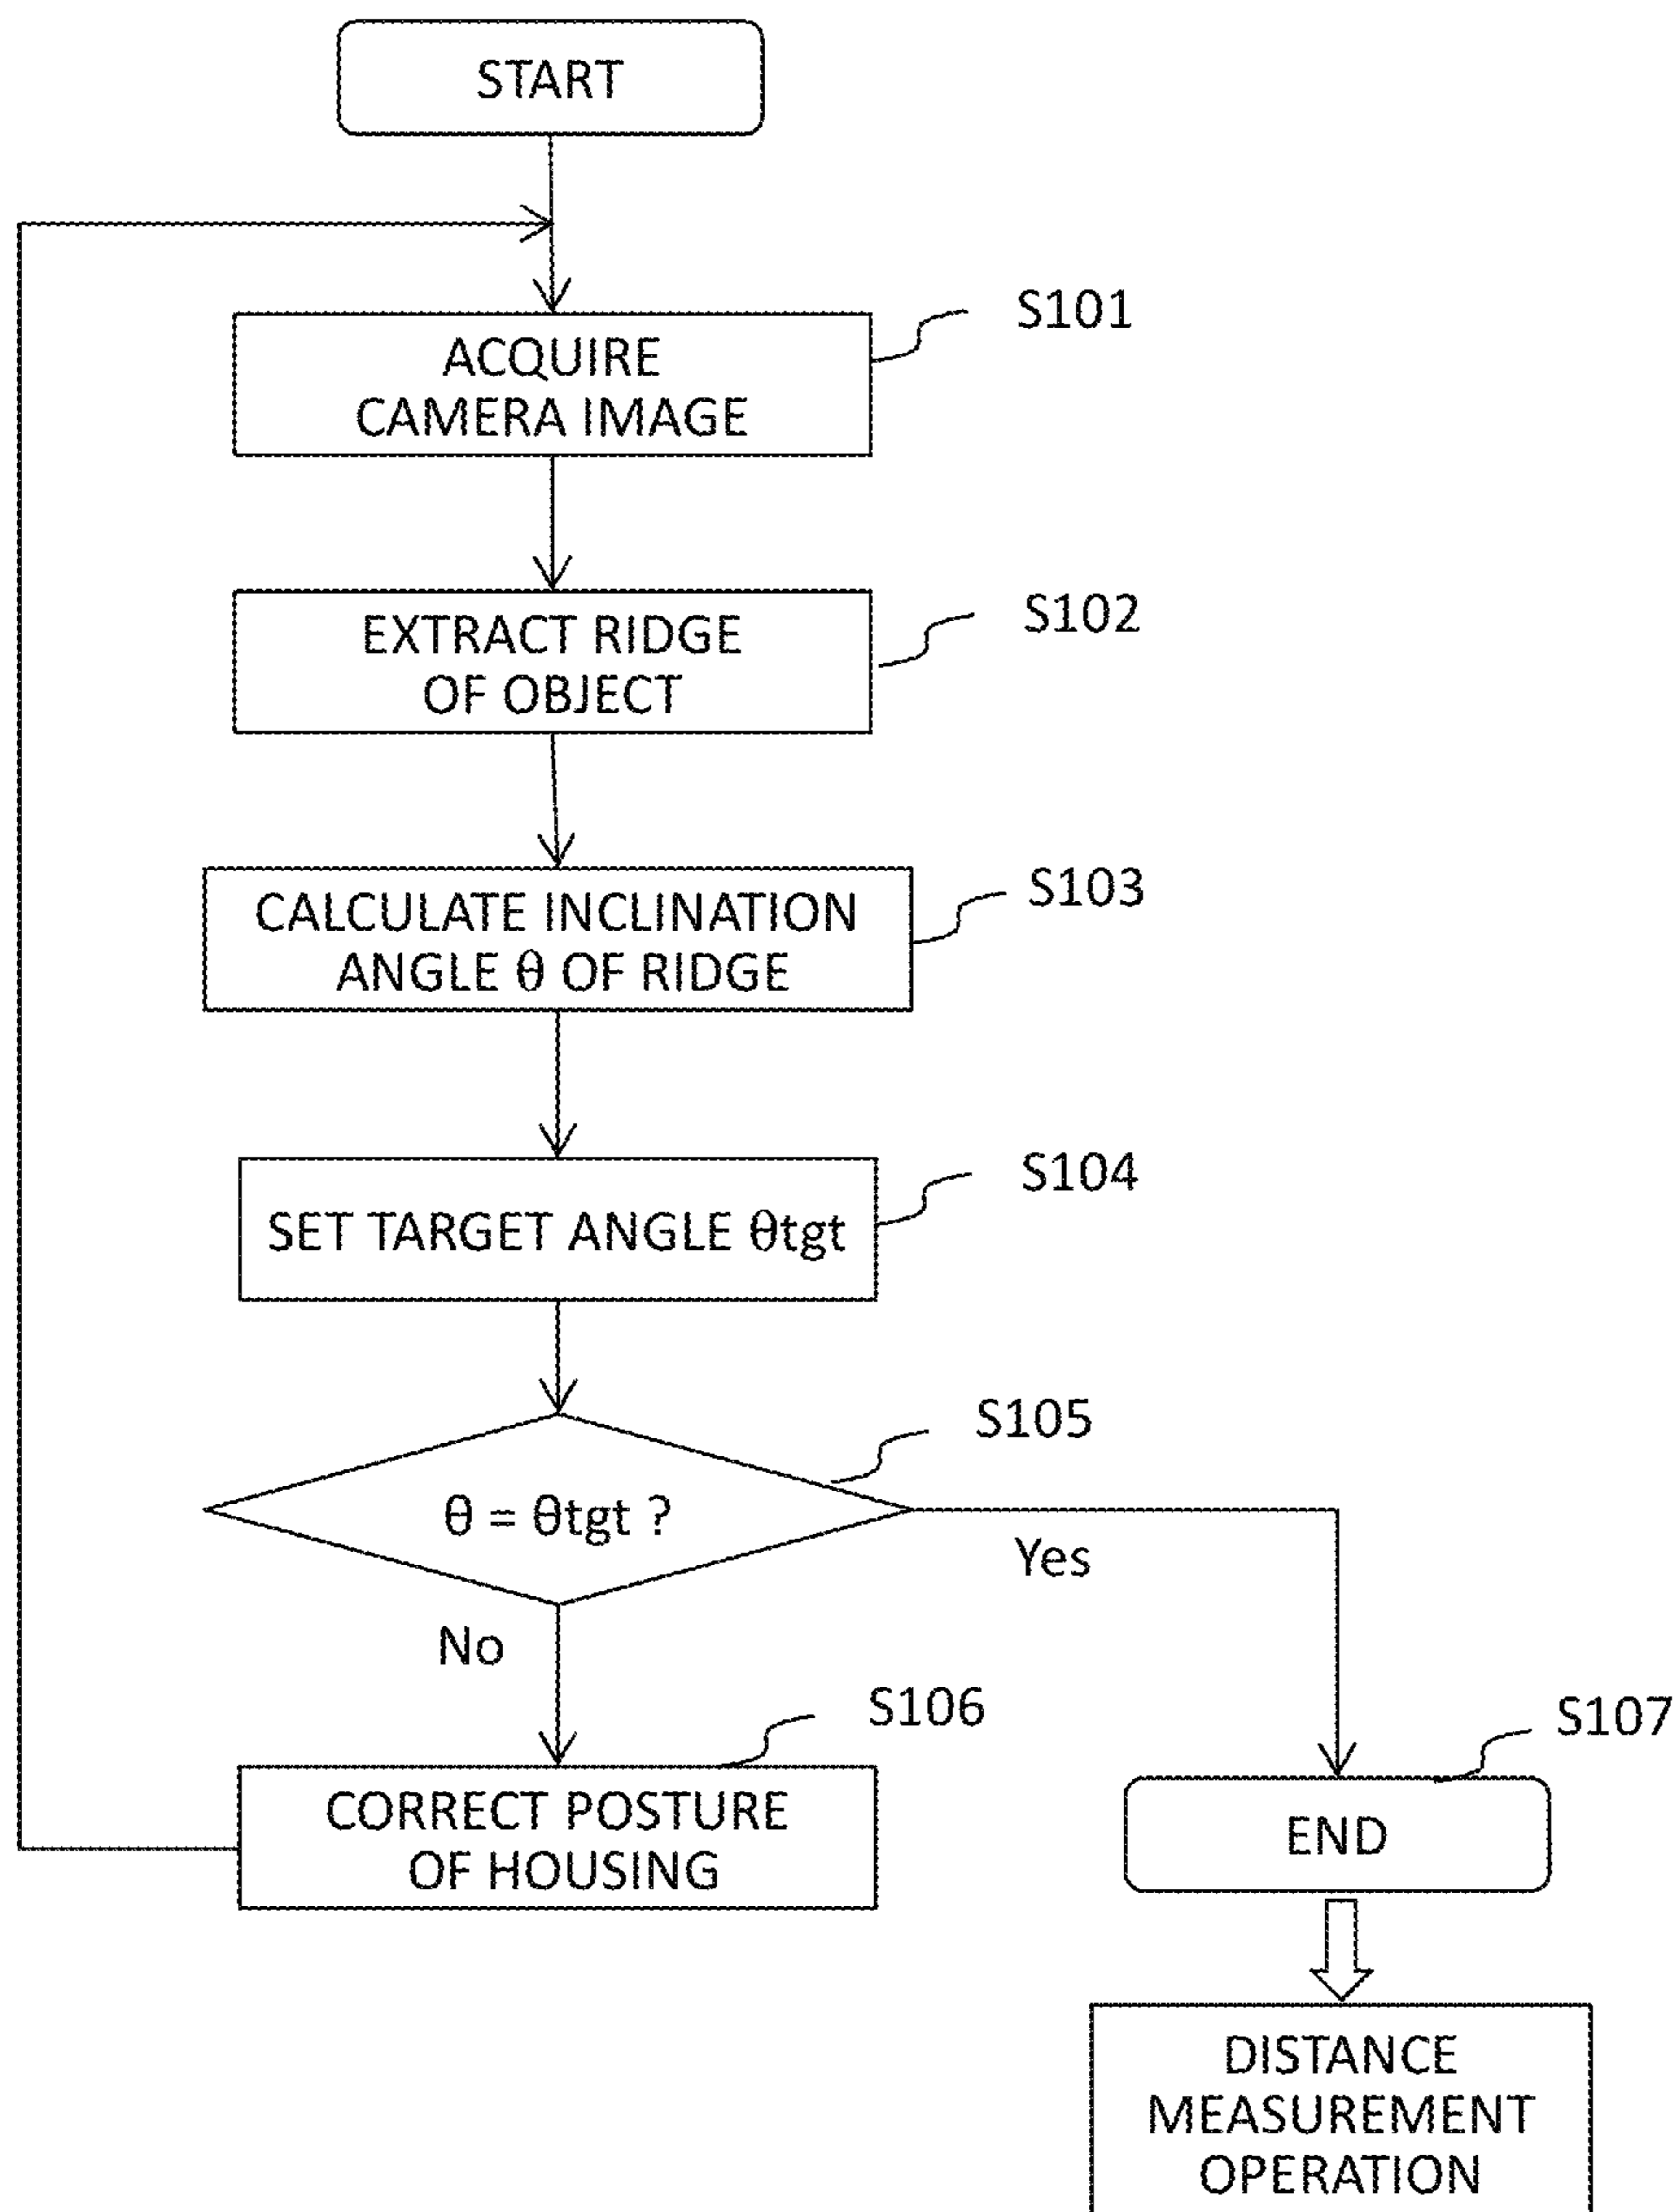 START
S101
ACQUIRE
CAMERA IMAGE
S102
EXTRACT RIDGE
OF OBJECT
S103
CALCULATE INCLINATION
ANGLE θ OF RIDGE
S104
SET TARGET ANGLE θtgt
S105
θ = θtgt ?
Yes
No
S106
CORRECT POSTURE
OF HOUSING
S107
END
DISTANCE
MEASUREMENT
OPERATION